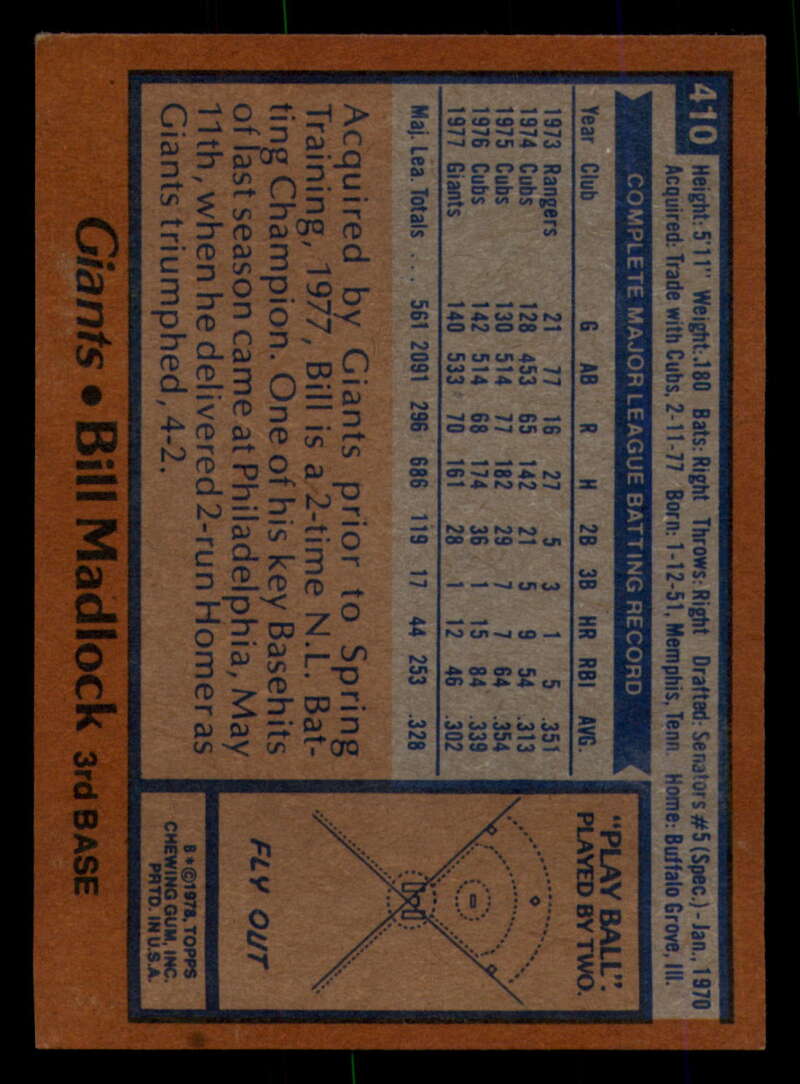 410
Height: 5'11" Weight: 180 Bats: Right Throws: Right Drafted: Senators #5 (Spec.)-Jan., 1970
Acquired: Trade with Cubs, 2-11-77 Born: 1-12-51, Memphis, Tenn. Home: Buffalo Grove, Ill.
COMPLETE MAJOR LEAGUE BATTING RECORD
Year Club G AB R H 2B 3B HR RBI AVG.
1973 Rangers 21 77 16 27 5 3 1 5 .351
1974 Cubs 128 453 65 142 21 5 9 54 .313
1975 Cubs 130 514 77 182 29 7 7 64 .354
1976 Cubs 142 514 68 174 36 1 15 84 .339
1977 Giants 140 533 70 161 28 1 12 46 .302
Maj. Lea. Totals ... 561 2091 296 686 119 17 44 253 .328
Acquired by Giants prior to Spring
Training, 1977, Bill is a 2-time N.L. Bat-
ting Champion. One of his key Basehits
of last season came at Philadelphia, May
11th, when he delivered 2-run Homer as
Giants triumphed, 4-2.
"PLAY BALL":
PLAYED BY TWO.
FLY OUT
B*©1978, TOPPS
CHEWING GUM, INC.
PRTD. IN U.S.A.
Giants • Bill Madlock 3rd BASE